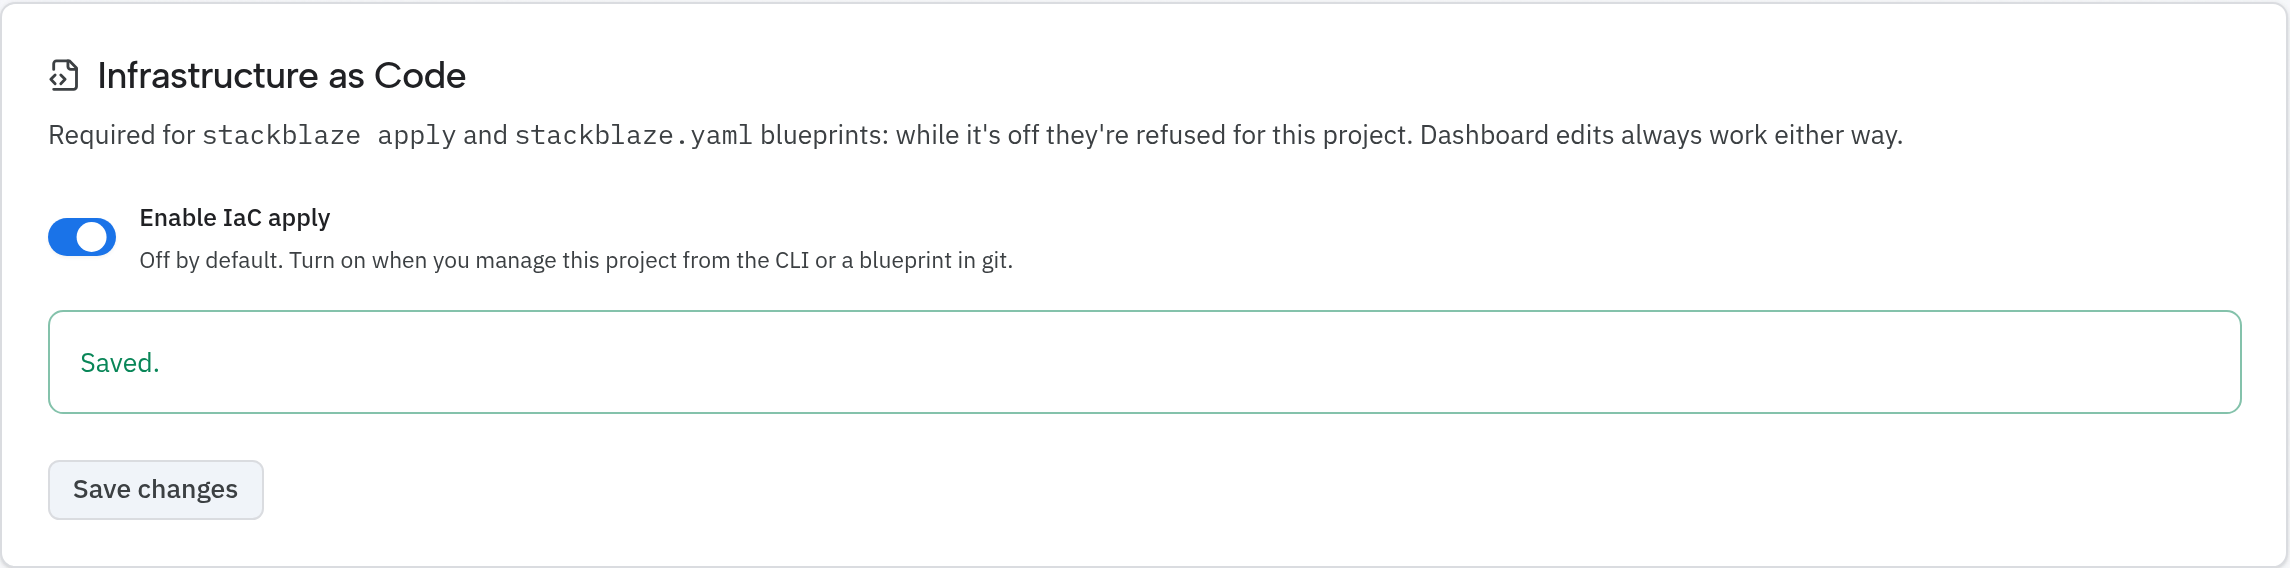 Infrastructure as Code
Required for stackblaze apply and stackblaze.yaml blueprints: while it's off they're refused for this project. Dashboard edits always work either way.
Enable IaC apply
Off by default. Turn on when you manage this project from the CLI or a blueprint in git.
Saved.
Save changes